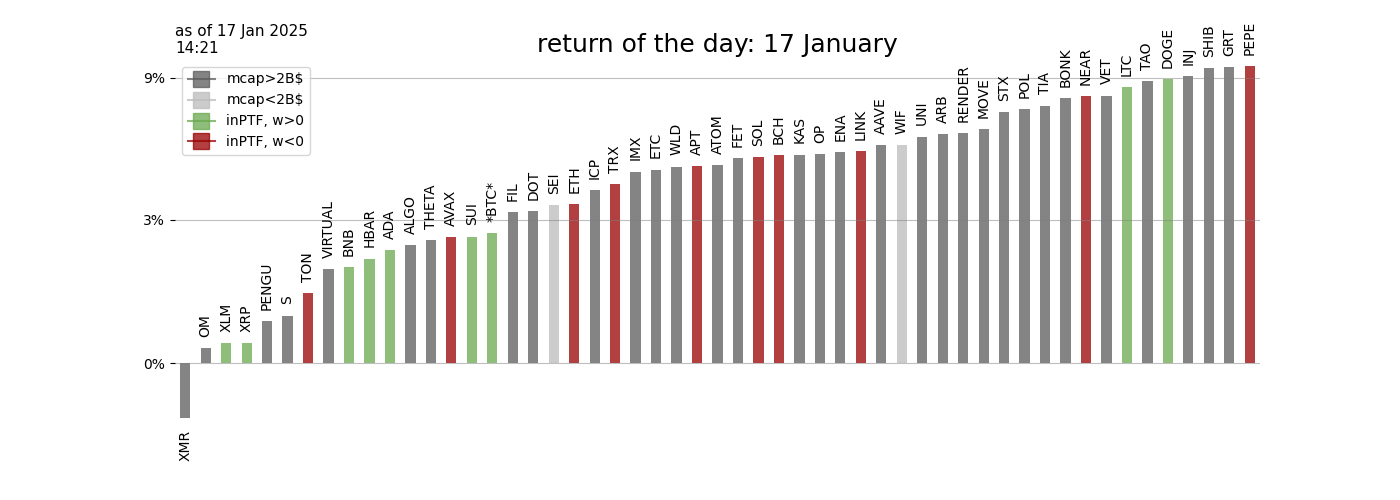 as of 17 Jan 2025
14:21
return of the day: 17 January
mcap>2B$
mcap<2B$
inPTF, w>0
inPTF, w<0
9%
3%
0%
XMR
OM
XLM
XRP
PENGU
S
TON
VIRTUAL
BNB
HBAR
ADA
ALGO
THETA
AVAX
SUI
*BTC*
FIL
DOT
SEI
ETH
ICP
TRX
IMX
ETC
WLD
APT
ATOM
FET
SOL
BCH
KAS
OP
ENA
LINK
AAVE
WIF
UNI
ARB
RENDER
MOVE
STX
POL
TIA
BONK
NEAR
VET
LTC
TAO
DOGE
INJ
SHIB
GRT
PEPE